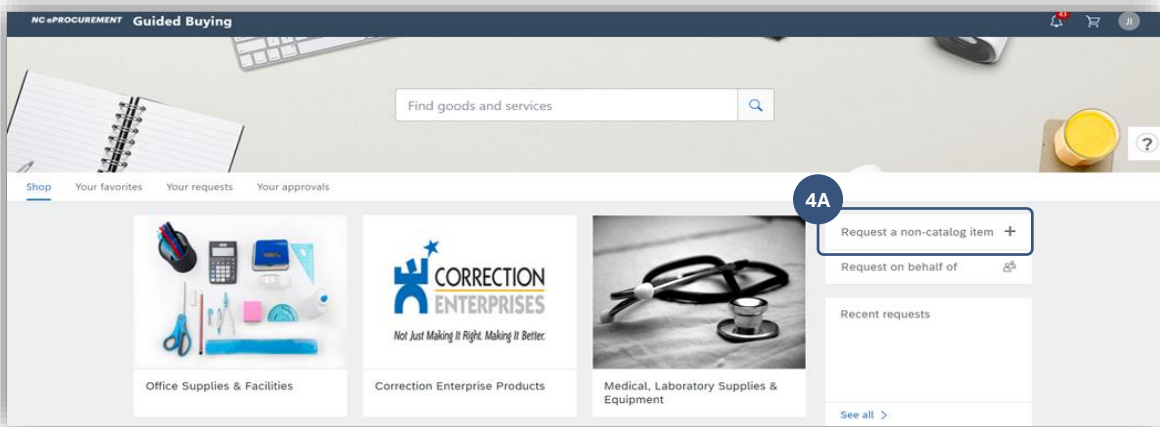 NC ePROCUREMENT Guided Buying
43
JI
Find goods and services
?
Shop Your favorites Your requests Your approvals
4A
Request a non-catalog item +
Request on behalf of
Recent requests
CORRECTION
ENTERPRISES
Not Just Making It Right. Making It Better.
Office Supplies & Facilities
Correction Enterprise Products
Medical, Laboratory Supplies &
Equipment
See all >